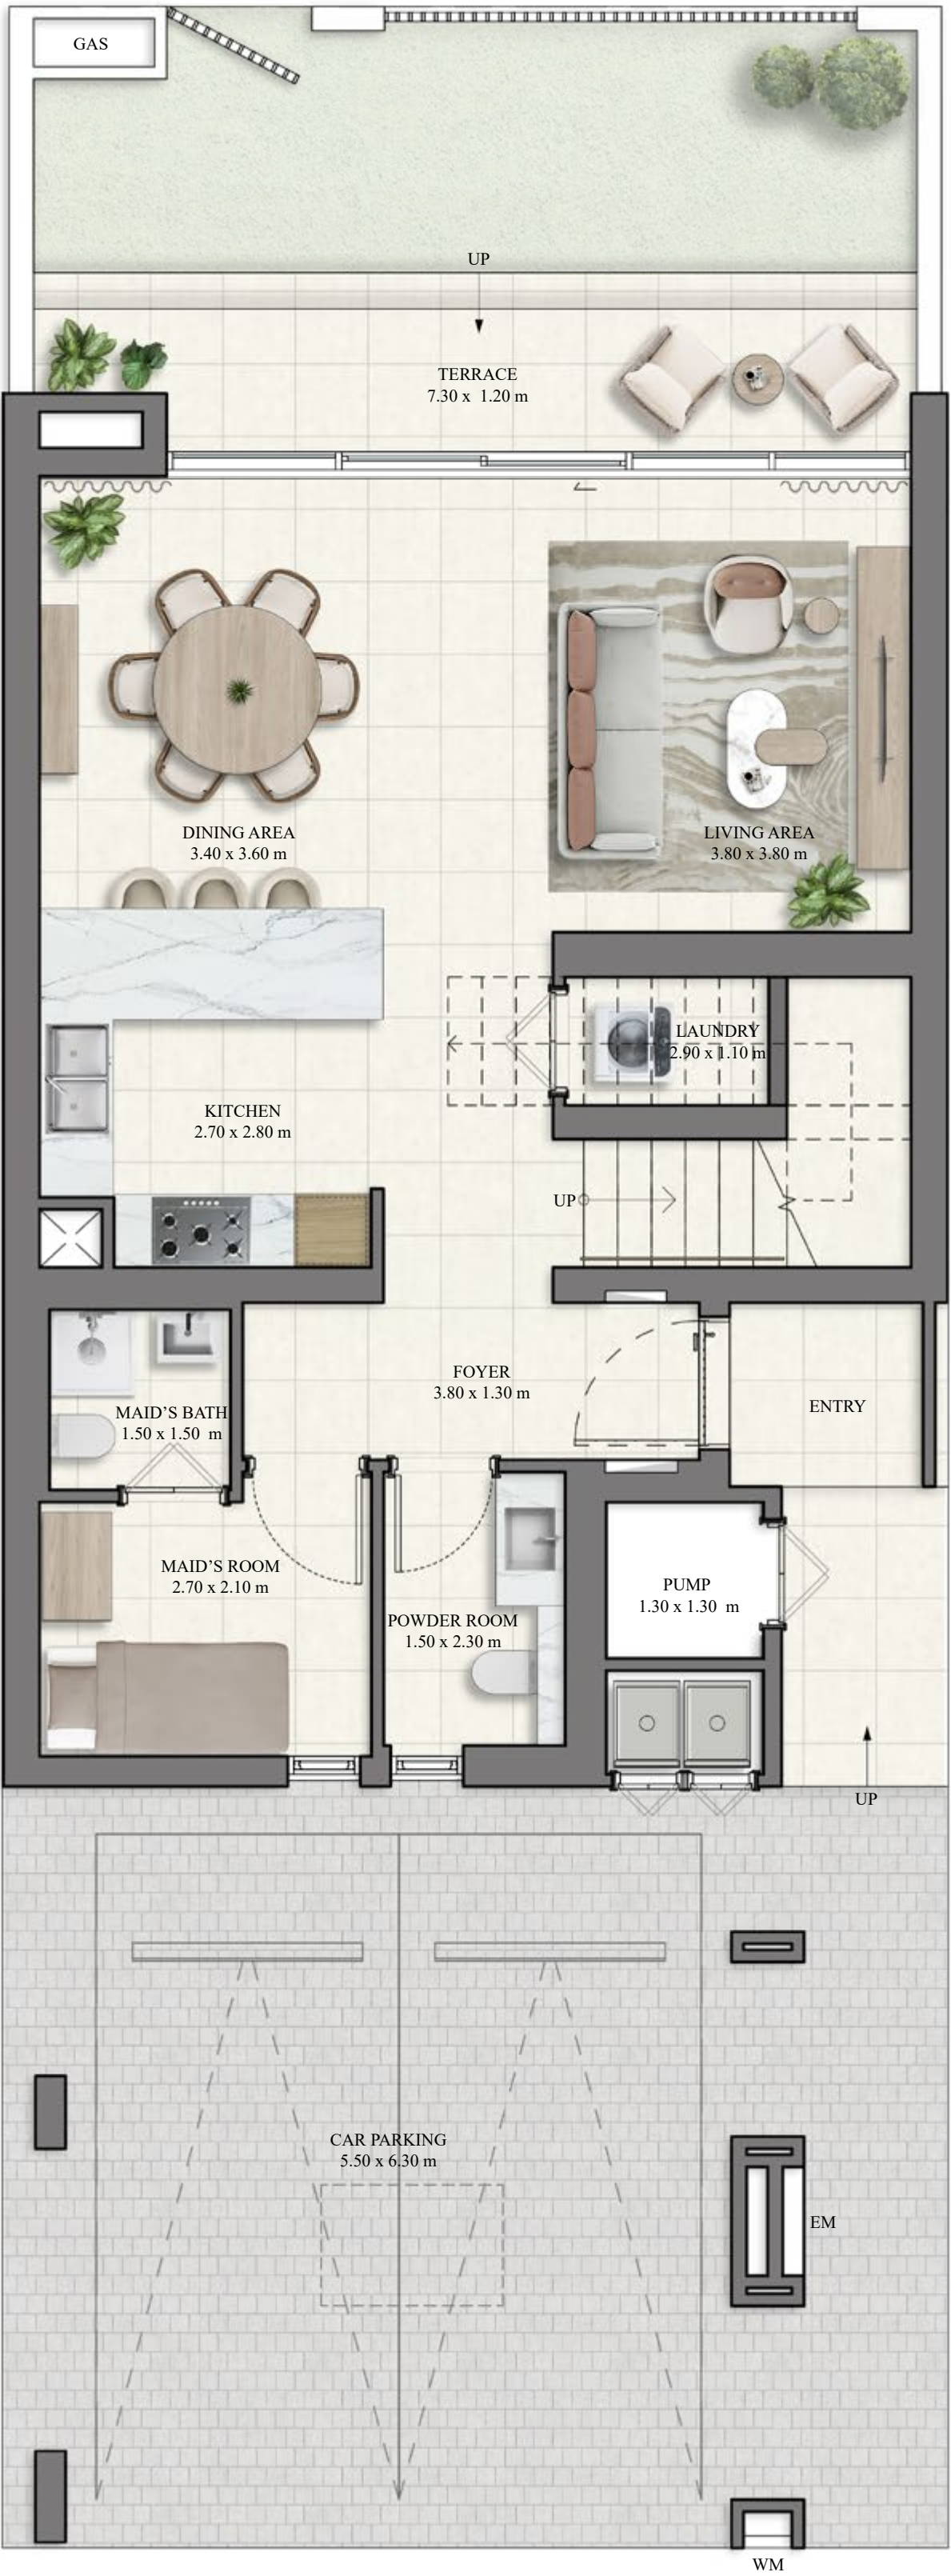 GAS
UP
TERRACE
7.30 x 1.20 m
DINING AREA
3.40 x 3.60 m
LIVING AREA
3.80 x 3.80 m
LAUNDRY
2.90 x 1.10 m
KITCHEN
2.70 x 2.80 m
UP
FOYER
3.80 x 1.30 m
ENTRY
MAID'S BATH
1.50 x 1.50 m
MAID'S ROOM
2.70 x 2.10 m
PUMP
1.30 x 1.30 m
POWDER ROOM
1.50 x 2.30 m
UP
CAR PARKING
5.50 x 6.30 m
EM
WM